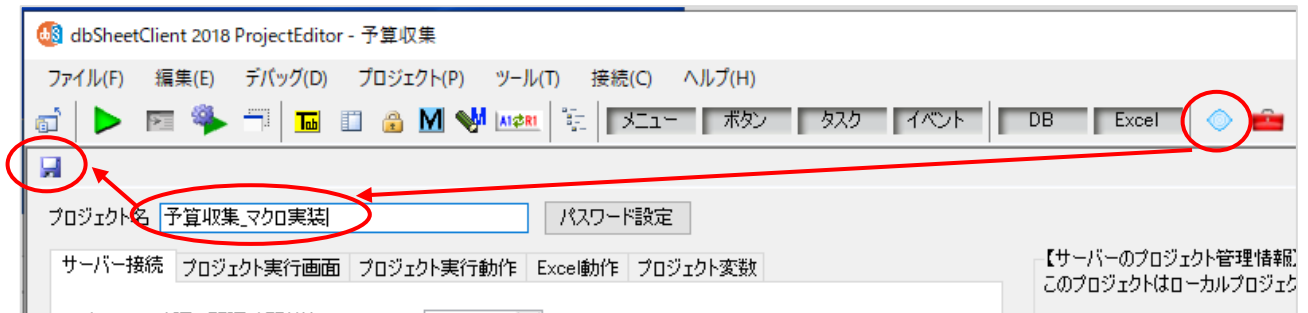 dbSheetClient 2018 ProjectEditor - 予算収集
ファイル(F) 編集(E) デバッグ(D) プロジェクト(P) ツール(T) 接続(C) ヘルプ(H)
Tab M M A1⇄R1 メニュー ボタン タスク イベント DB Excel
プロジェクト名 予算収集_マクロ実装 パスワード設定
サーバー接続 プロジェクト実行画面 プロジェクト実行動作 Excel動作 プロジェクト変数
【サーバーのプロジェクト管理情報】
このプロジェクトはローカルプロジェク